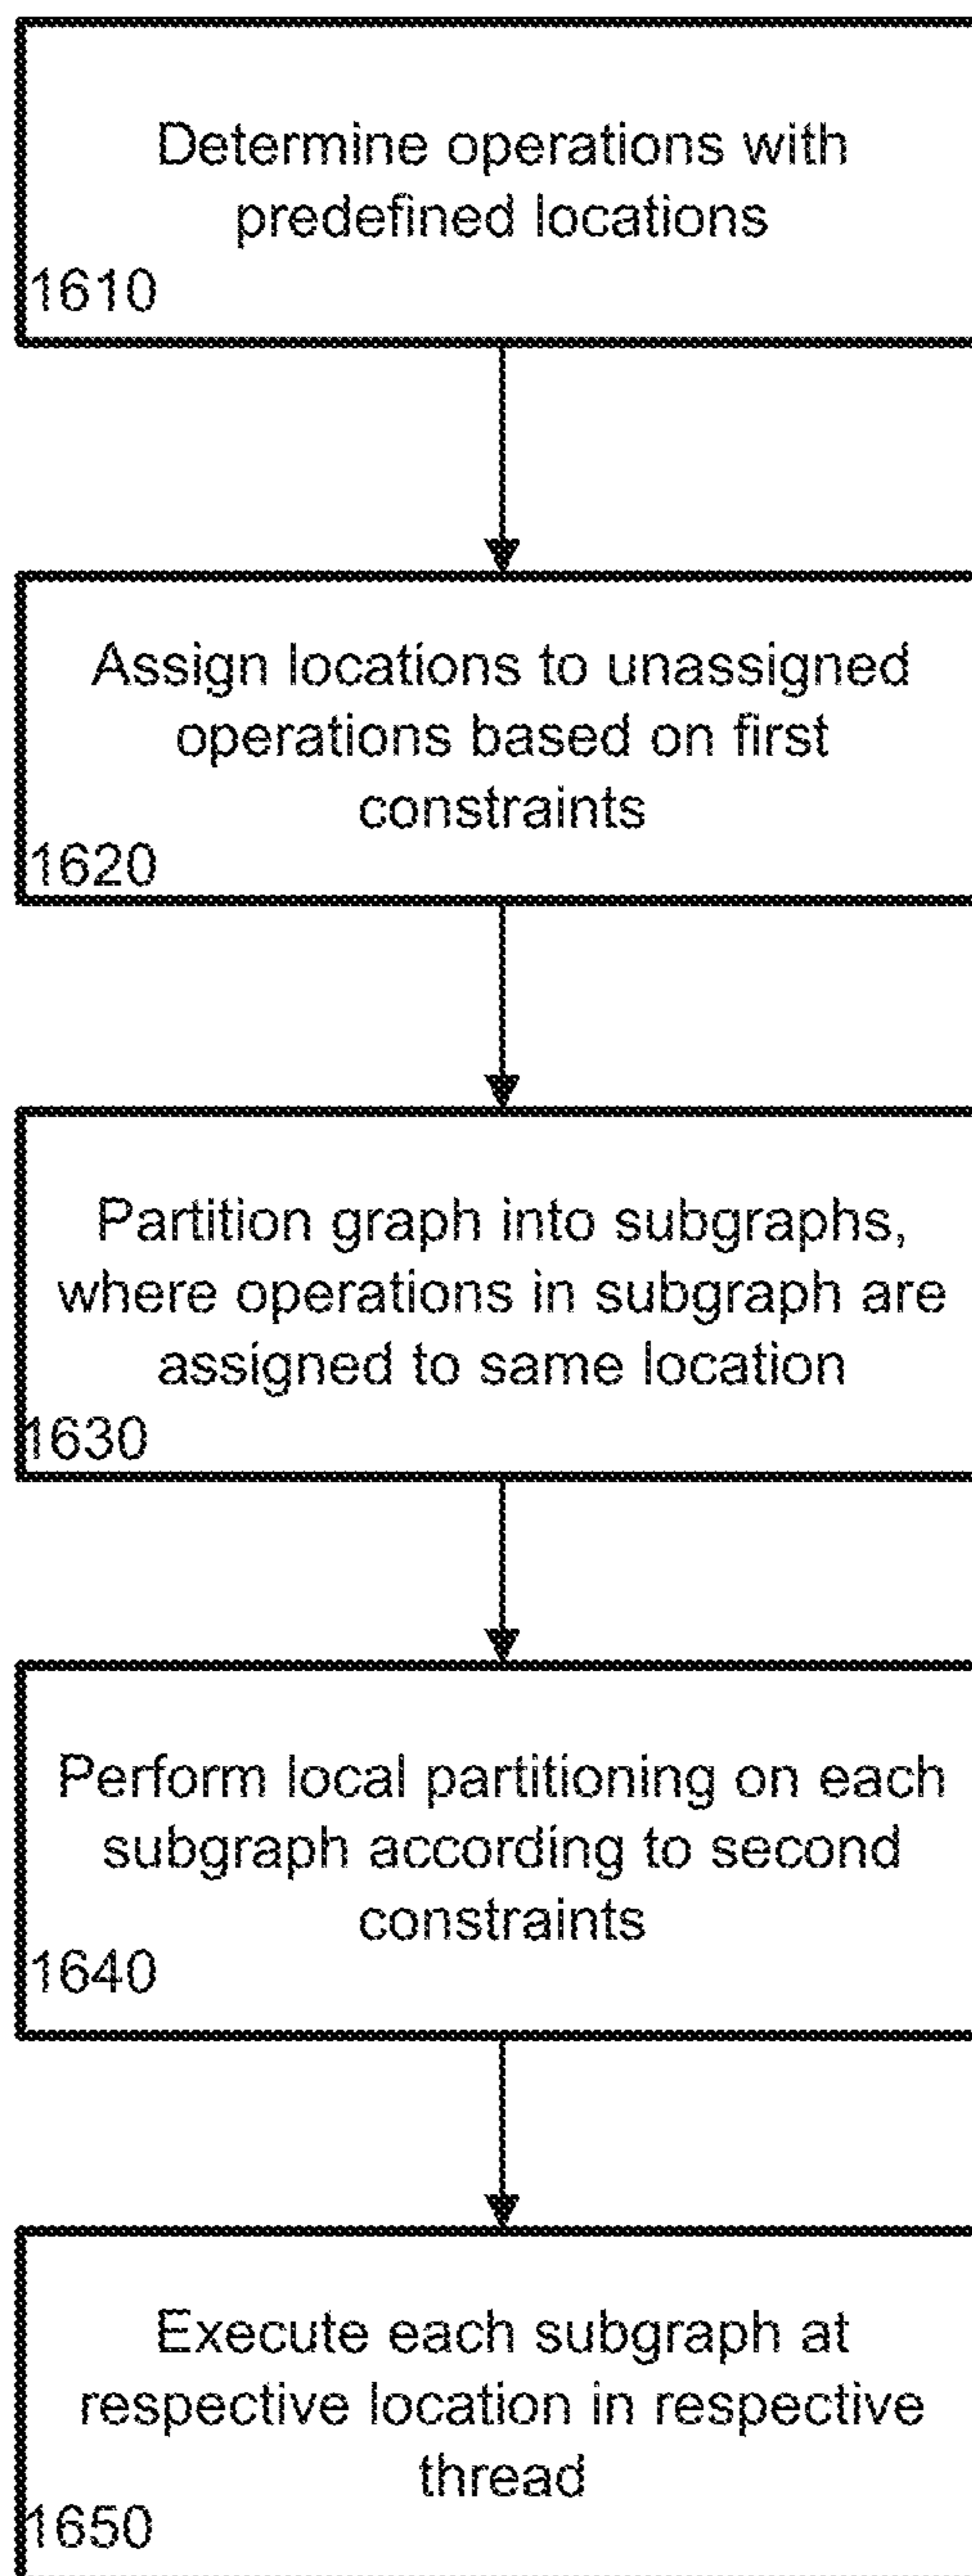 Determine operations with
predefined locations
1610
Assign locations to unassigned
operations based on first
constraints
1620
Partition graph into subgraphs,
where operations in subgraph are
assigned to same location
1630
Perform local partitioning on each
subgraph according to second
constraints
1640
Execute each subgraph at
respective location in respective
thread
1650